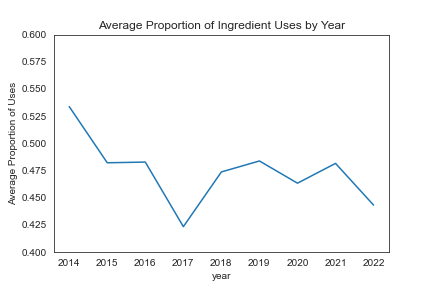 Average Proportion of Ingredient Uses by Year
0.600
0.575
0.550
0.525
0.500
0.475
0.450
0.425
0.400
Average Proportion of Uses
2014 2015 2016 2017 2018 2019 2020 2021 2022
year